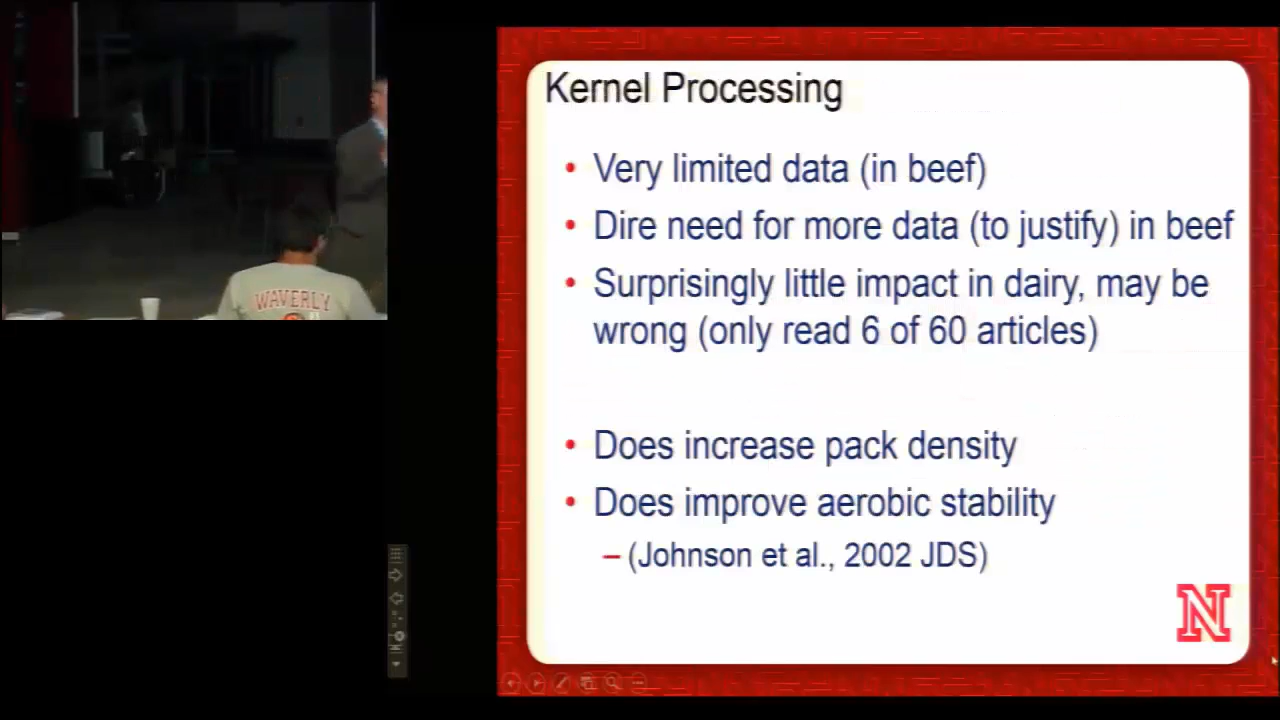 Kernel Processing
• Very limited data (in beef)
• Dire need for more data (to justify) in beef
• Surprisingly little impact in dairy, may be
wrong (only read 6 of 60 articles)
• Does increase pack density
• Does improve aerobic stability
– (Johnson et al., 2002 JDS)
N
WAVERLY